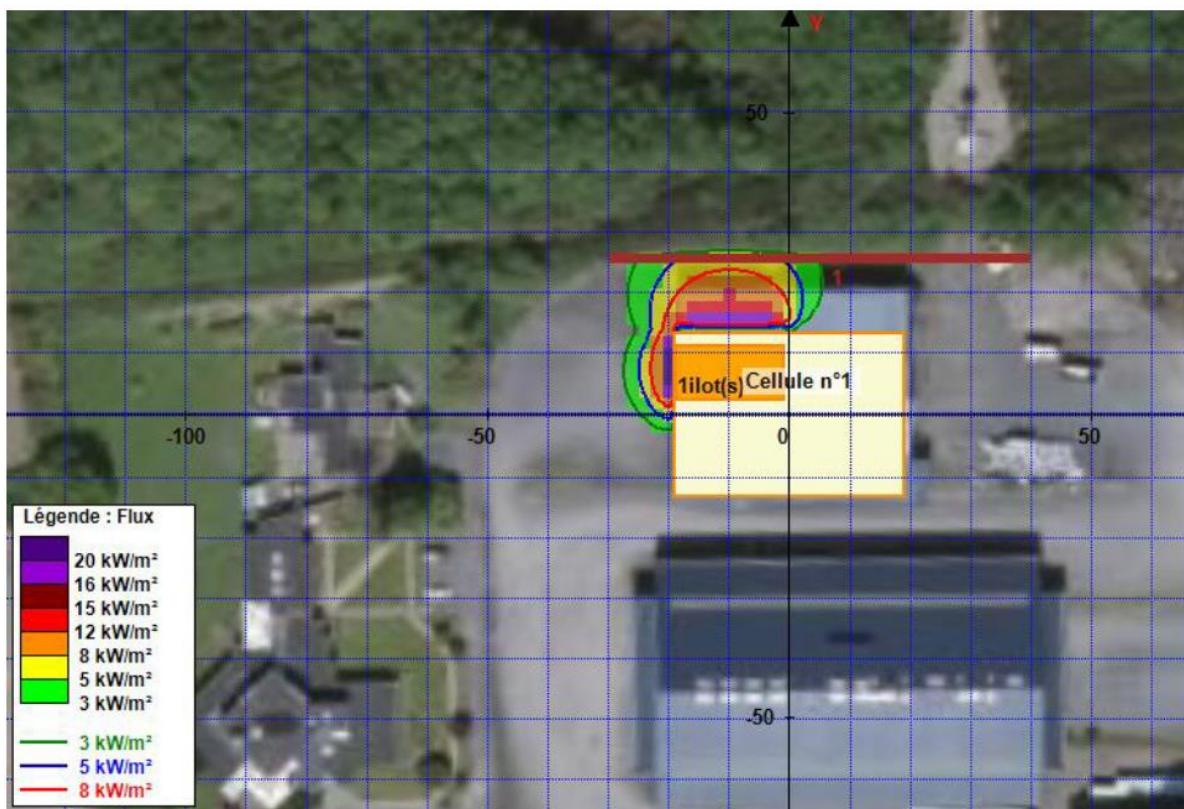 Y
50
1
1ilot(s) Cellule n°1
-100
-50
0
50
-50
Légende : Flux
20 kW/m²
16 kW/m²
15 kW/m²
12 kW/m²
8 kW/m²
5 kW/m²
3 kW/m²
3 kW/m²
5 kW/m²
8 kW/m²